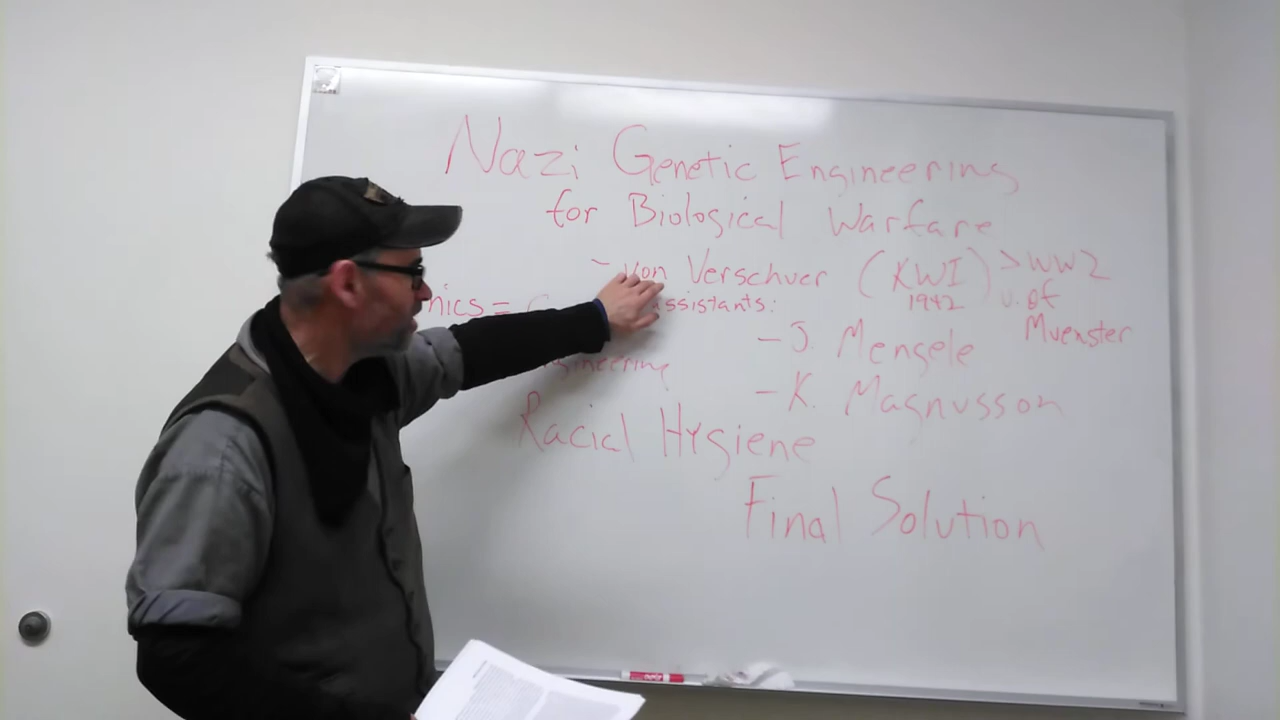 Nazi Genetic Engineering
for Biological Warfare
~ von Verschuer (KWI) > WW2
1942 U. of
Muenster
nics = assistants:
- J. Mengele
gineering
- K. Magnusson
Racial Hygiene
Final Solution